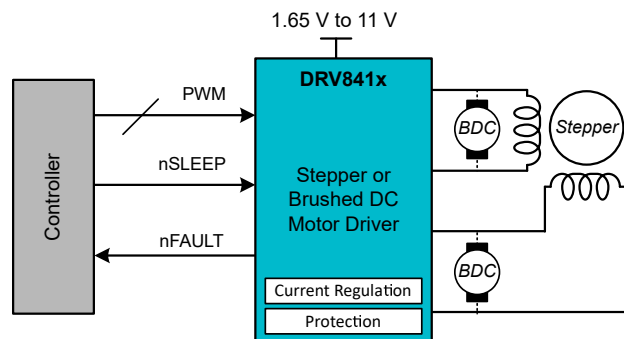 1.65 V to 11 V
DRV841x
PWM
nSLEEP
nFAULT
Controller
Stepper or
Brushed DC
Motor Driver
Current Regulation
Protection
BDC
Stepper
BDC